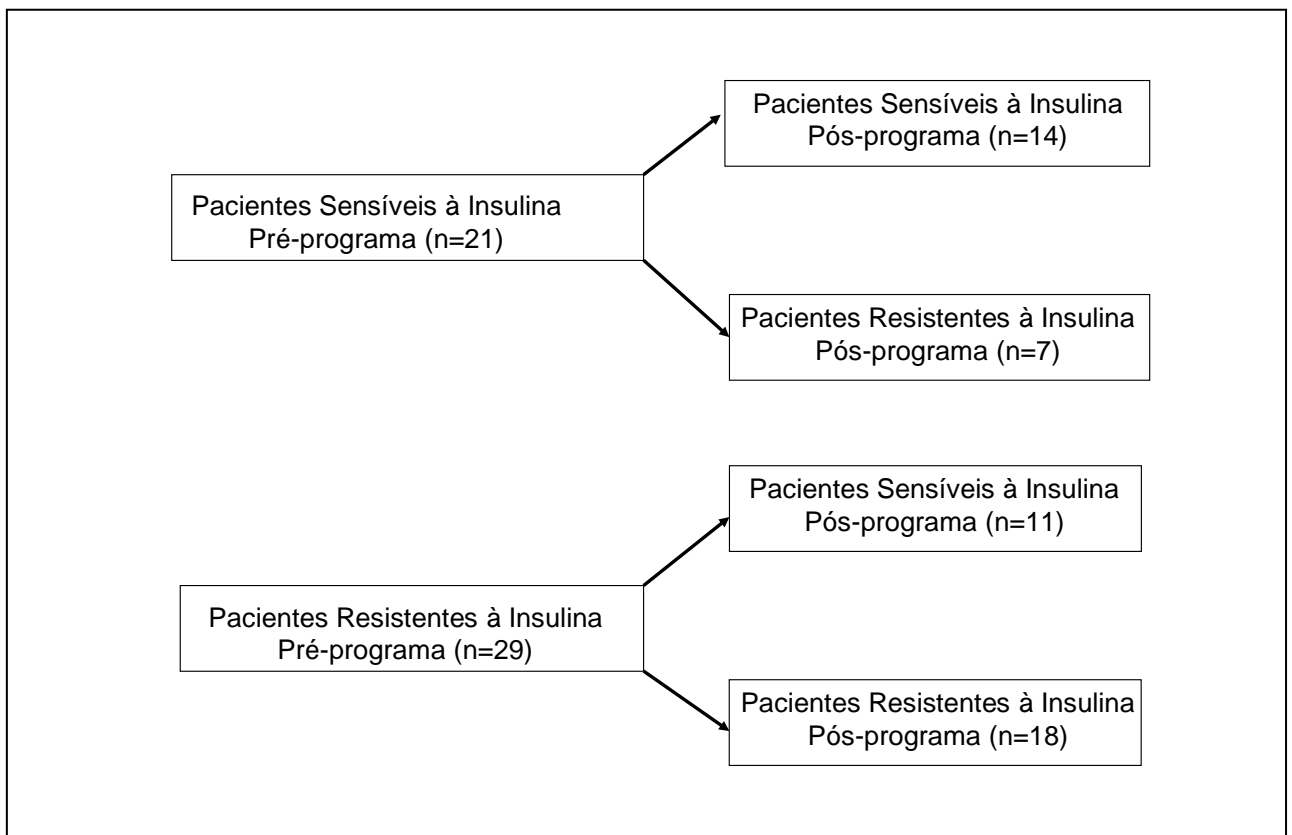 Pacientes Sensíveis à Insulina
Pós-programa (n=14)
Pacientes Sensíveis à Insulina
Pré-programa (n=21)
Pacientes Resistentes à Insulina
Pós-programa (n=7)
Pacientes Sensíveis à Insulina
Pós-programa (n=11)
Pacientes Resistentes à Insulina
Pré-programa (n=29)
Pacientes Resistentes à Insulina
Pós-programa (n=18)